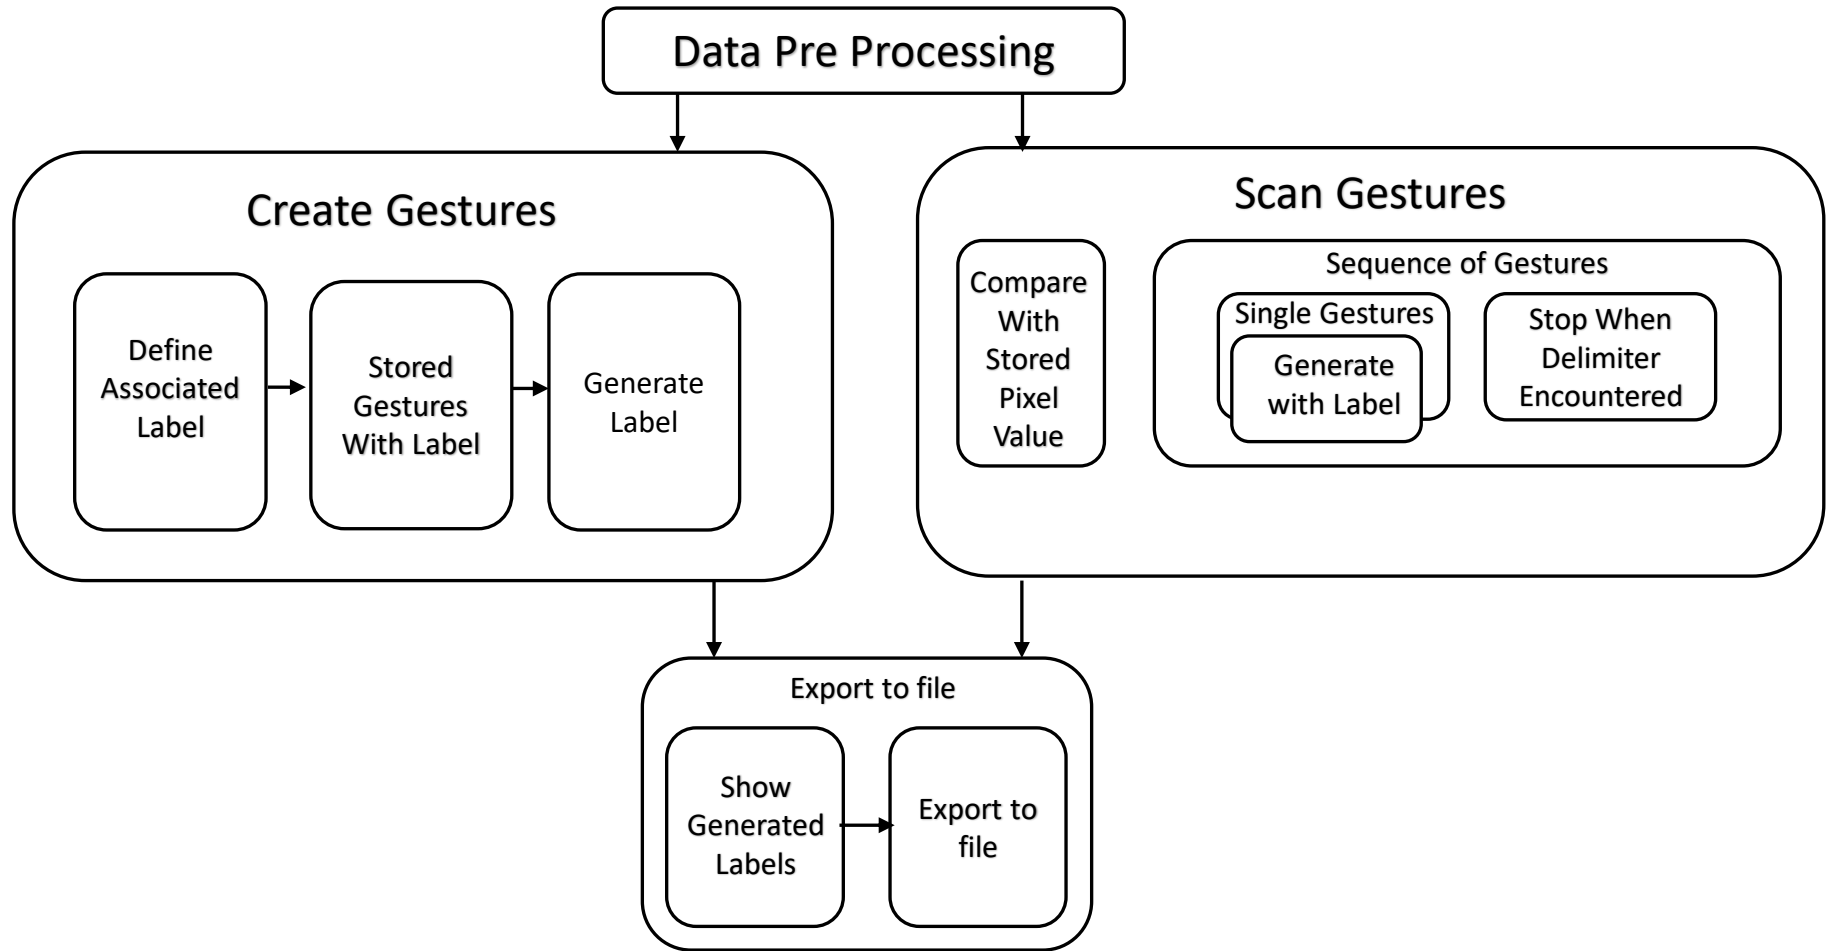 Data Pre Processing
Create Gestures
Define
Associated
Label
Stored
Gestures
With Label
Generate
Label
Scan Gestures
Compare
With
Stored
Pixel
Value
Sequence of Gestures
Single Gestures
Generate
with Label
Stop When
Delimiter
Encountered
Export to file
Show
Generated
Labels
Export to
file